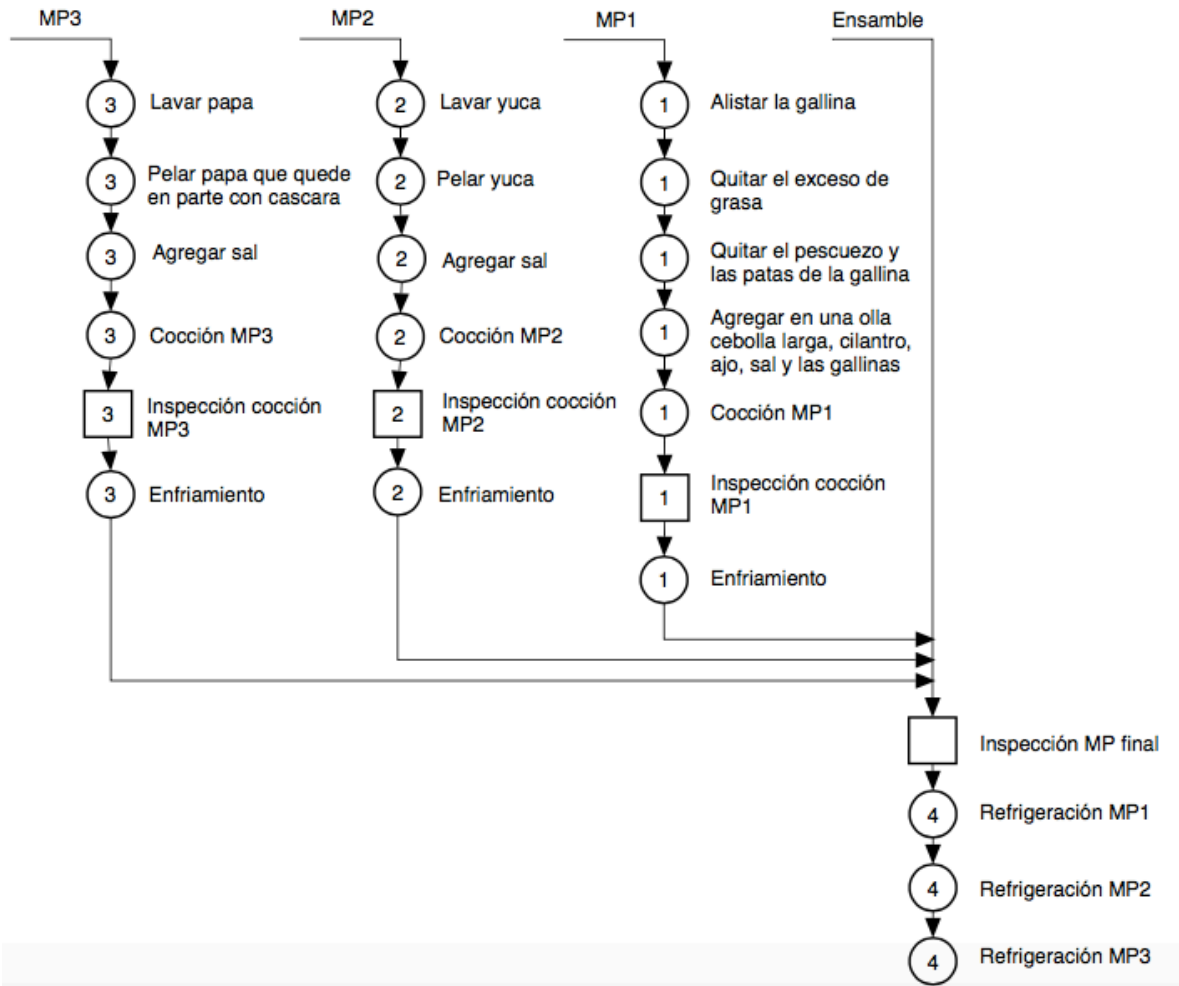 MP3
3
Lavar papa
3
Pelar papa que quede
en parte con cascara
3
Agregar sal
3
Cocción MP3
3
Inspección cocción
MP3
3
Enfriamiento
MP2
2
Lavar yuca
2
Pelar yuca
2
Agregar sal
2
Cocción MP2
2
Inspección cocción
MP2
2
Enfriamiento
MP1
1
Alistar la gallina
1
Quitar el exceso de
grasa
1
Quitar el pescuezo y
las patas de la gallina
1
Agregar en una olla
cebolla larga, cilantro,
ajo, sal y las gallinas
1
Cocción MP1
1
Inspección cocción
MP1
1
Enfriamiento
Ensamble
Inspección MP final
4
Refrigeración MP1
4
Refrigeración MP2
4
Refrigeración MP3